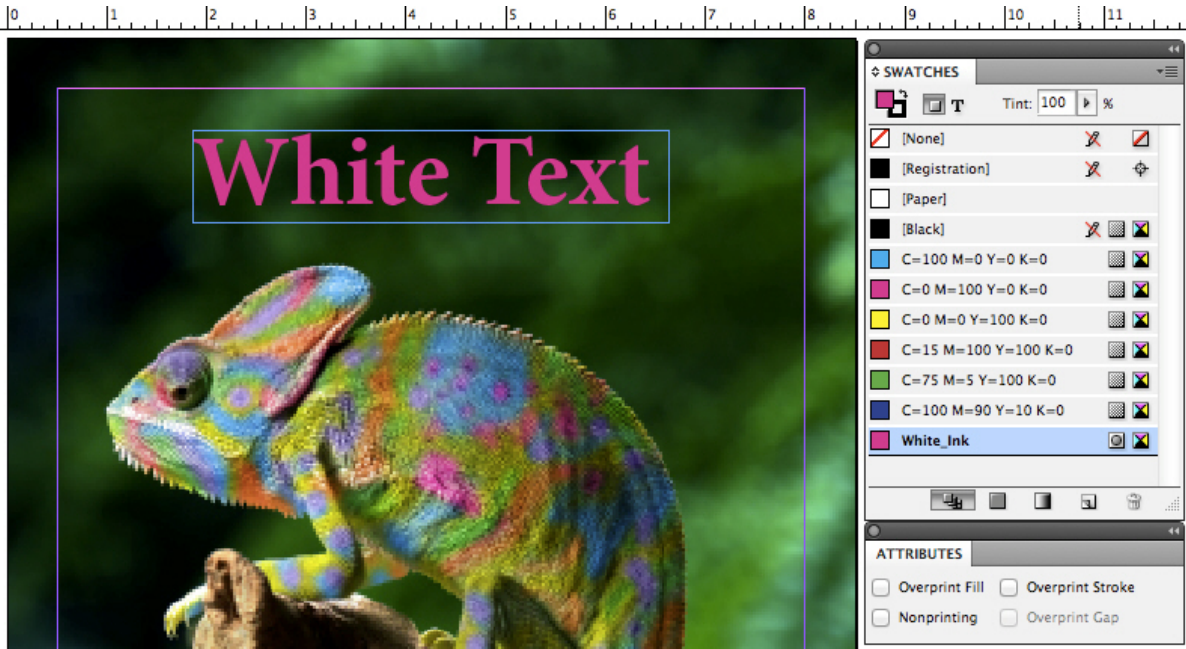 0 1 2 3 4 5 6 7 8 9 10 11
White Text
SWATCHES
T Tint: 100 %
[None]
[Registration]
[Paper]
[Black]
C=100 M=0 Y=0 K=0
C=0 M=100 Y=0 K=0
C=0 M=0 Y=100 K=0
C=15 M=100 Y=100 K=0
C=75 M=5 Y=100 K=0
C=100 M=90 Y=10 K=0
White_Ink
ATTRIBUTES
Overprint Fill Overprint Stroke
Nonprinting Overprint Gap